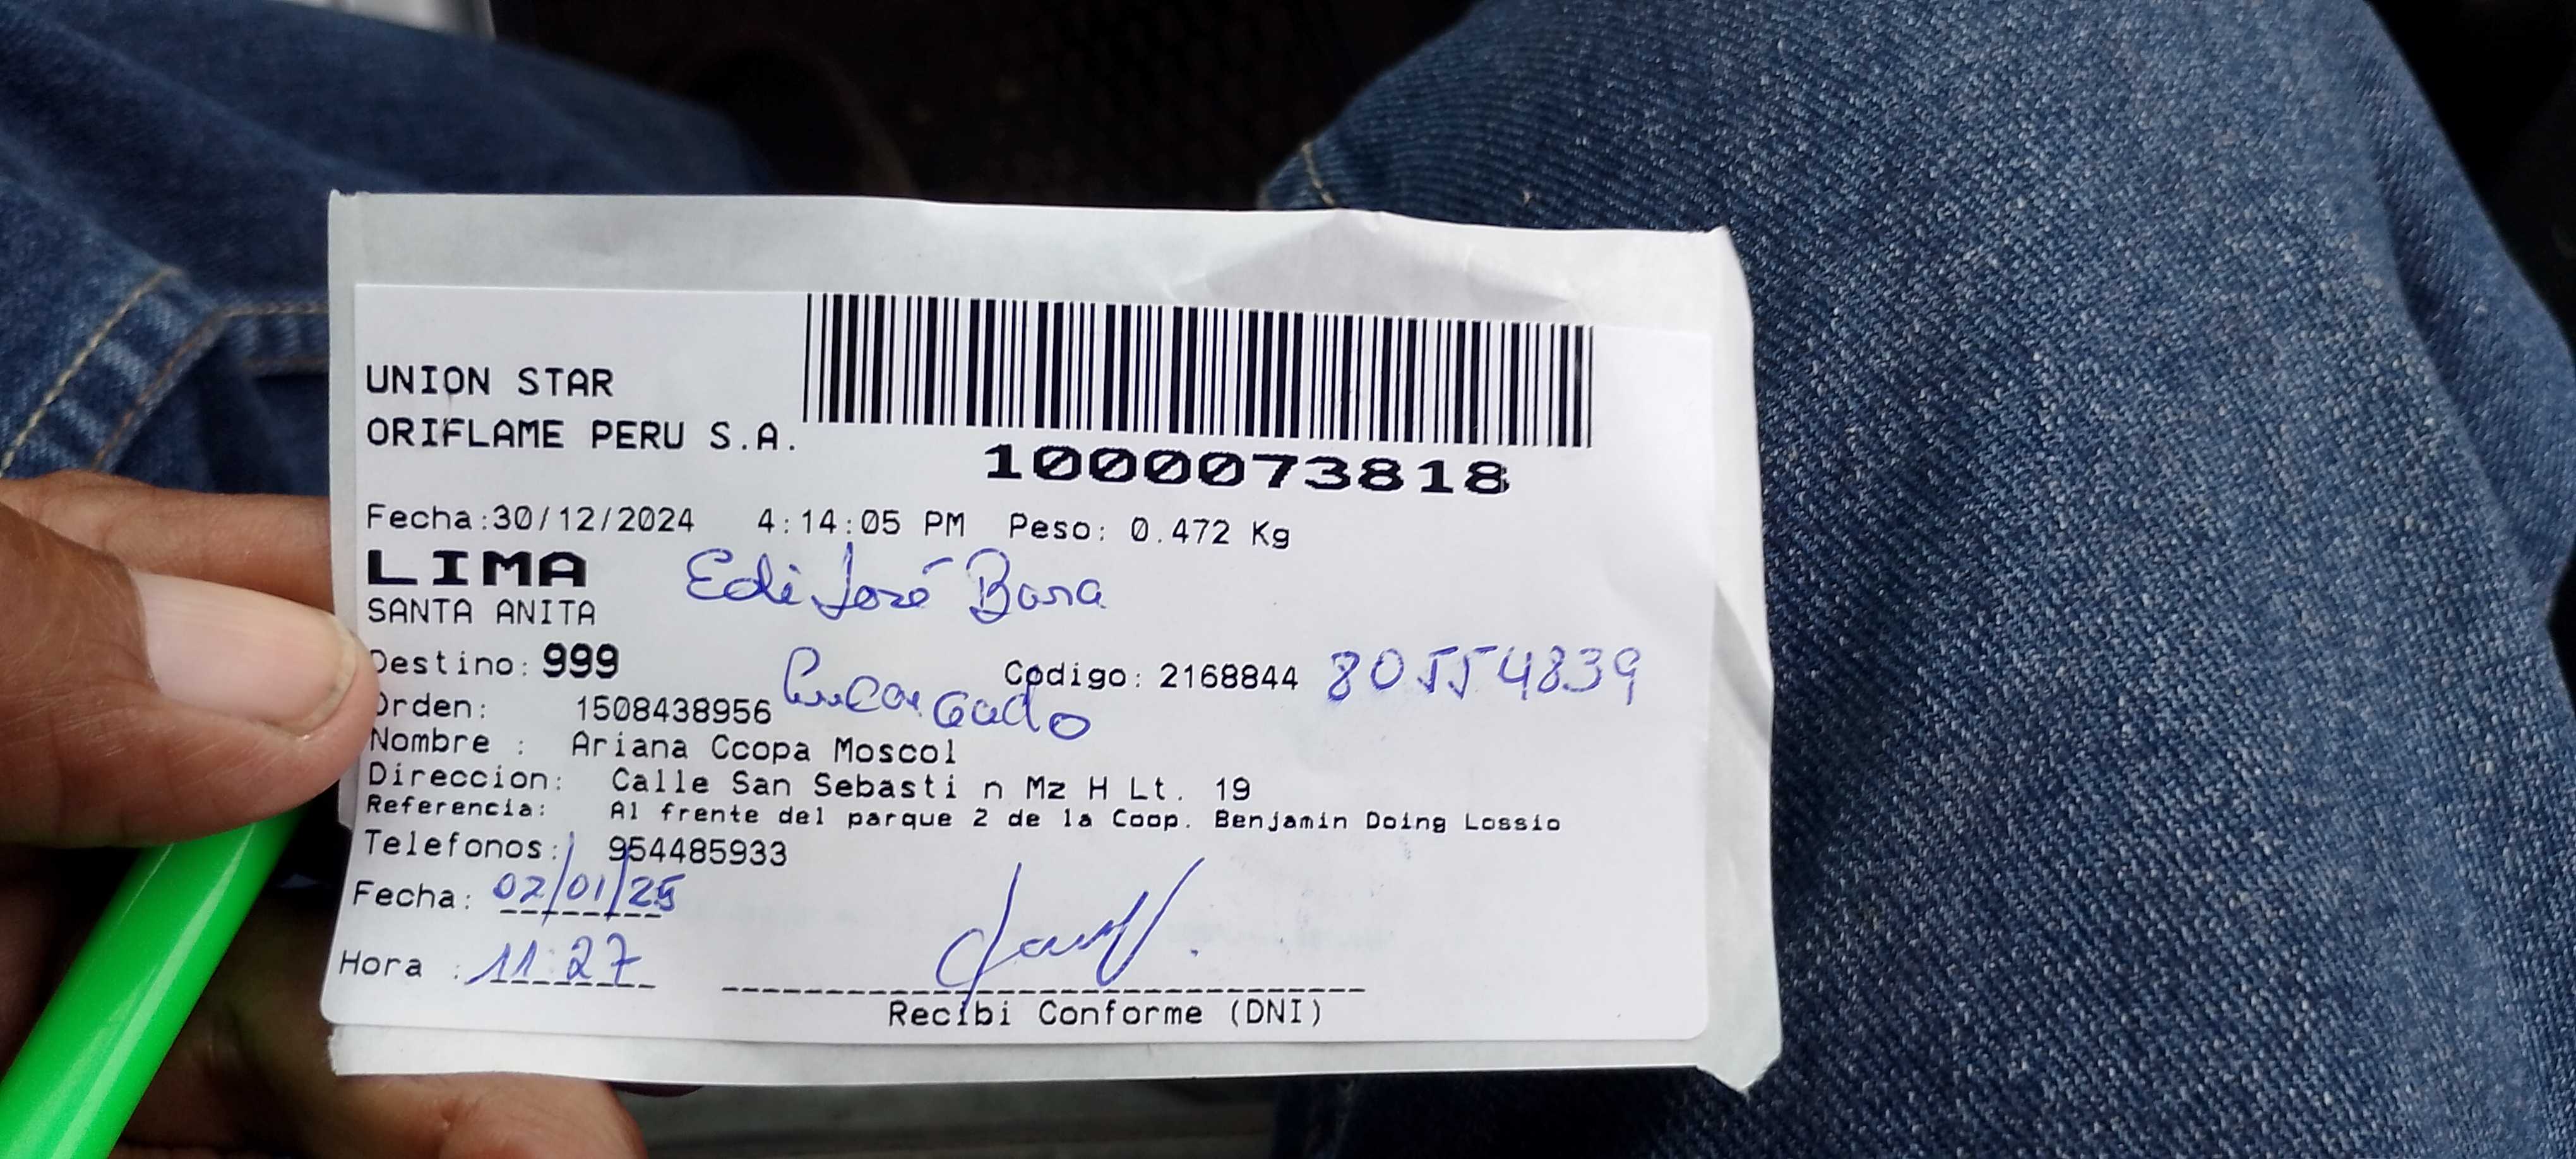 UNION STAR
ORIFLAME PERU S.A.
1000073818
Fecha:30/12/2024 4:14:05 PM Peso: 0.472 Kg
LIMA
Edi José Bara
SANTA ANITA
Destino: 999 Codigo: 2168844 80554839
Encargado
Orden: 1508438956
Nombre : Ariana Ccopa Moscol
Direccion: Calle San Sebasti n Mz H Lt. 19
Referencia: Al frente del parque 2 de la Coop. Benjamin Doing Lossio
Telefonos: 954485933
Fecha: 02/01/25
Hora : 11:27
Recibi Conforme (DNI)